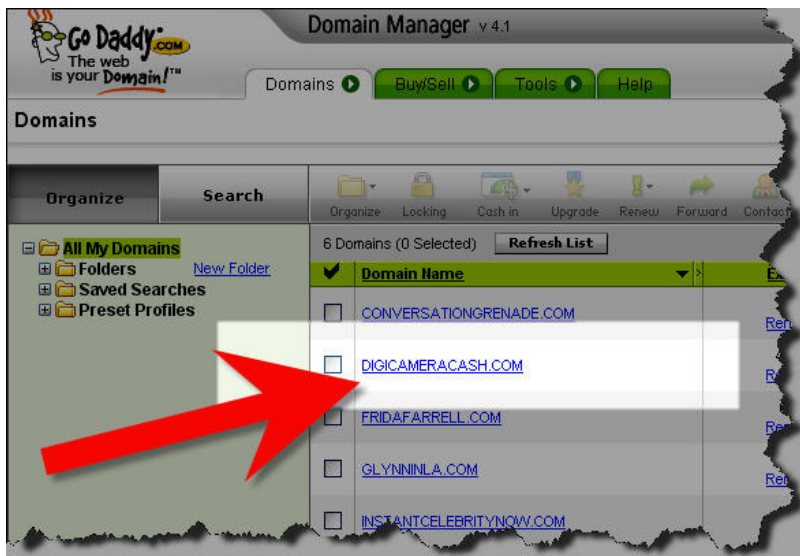 Go Daddy.COM
The web
is your Domain!™
Domain Manager v 4.1
Domains Buy/Sell Tools Help
Domains
Organize Search
Organize Locking Cash in Upgrade Renew Forward Contact
All My Domains
Folders New Folder
Saved Searches
Preset Profiles
6 Domains (0 Selected) Refresh List
Domain Name
CONVERSATIONGRENADE.COM
DIGICAMERACASH.COM
FRIDAFARRELL.COM
GLYNNINLA.COM
INSTANTCELEBRITYNOW.COM